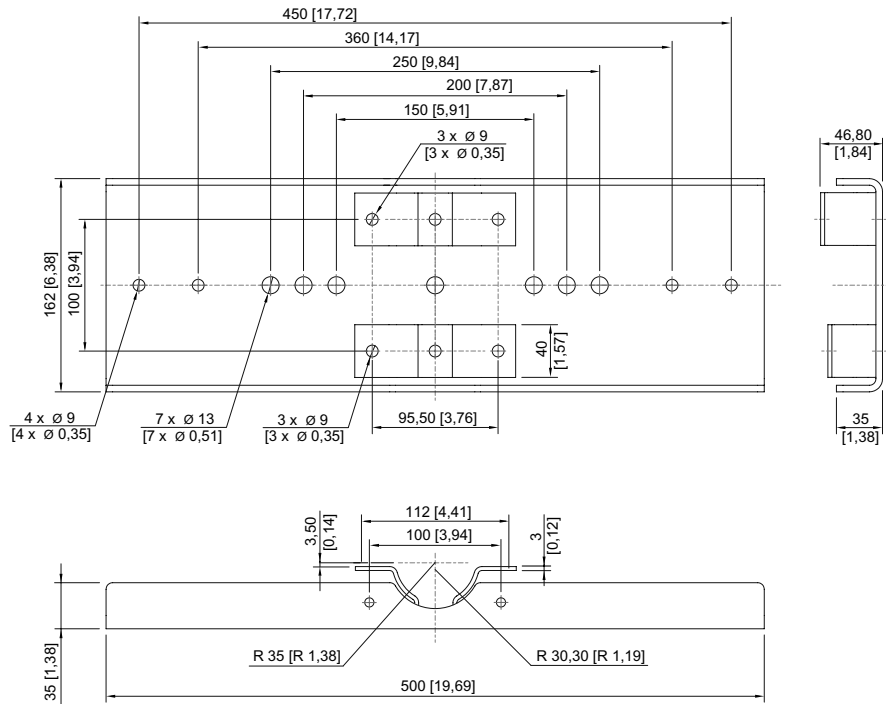 450 [17,72]
360 [14,17]
250 [9,84]
200 [7,87]
150 [5,91]
3 x Ø 9
[3 x Ø 0,35]
46,80
[1,84]
162 [6,38]
100 [3,94]
40
[1,57]
4 x Ø 9
[4 x Ø 0,35]
7 x Ø 13
[7 x Ø 0,51]
3 x Ø 9
[3 x Ø 0,35]
95,50 [3,76]
35
[1,38]
3,50
[0,14]
112 [4,41]
100 [3,94]
3
[0,12]
35 [1,38]
R 35 [R 1,38]
R 30,30 [R 1,19]
500 [19,69]